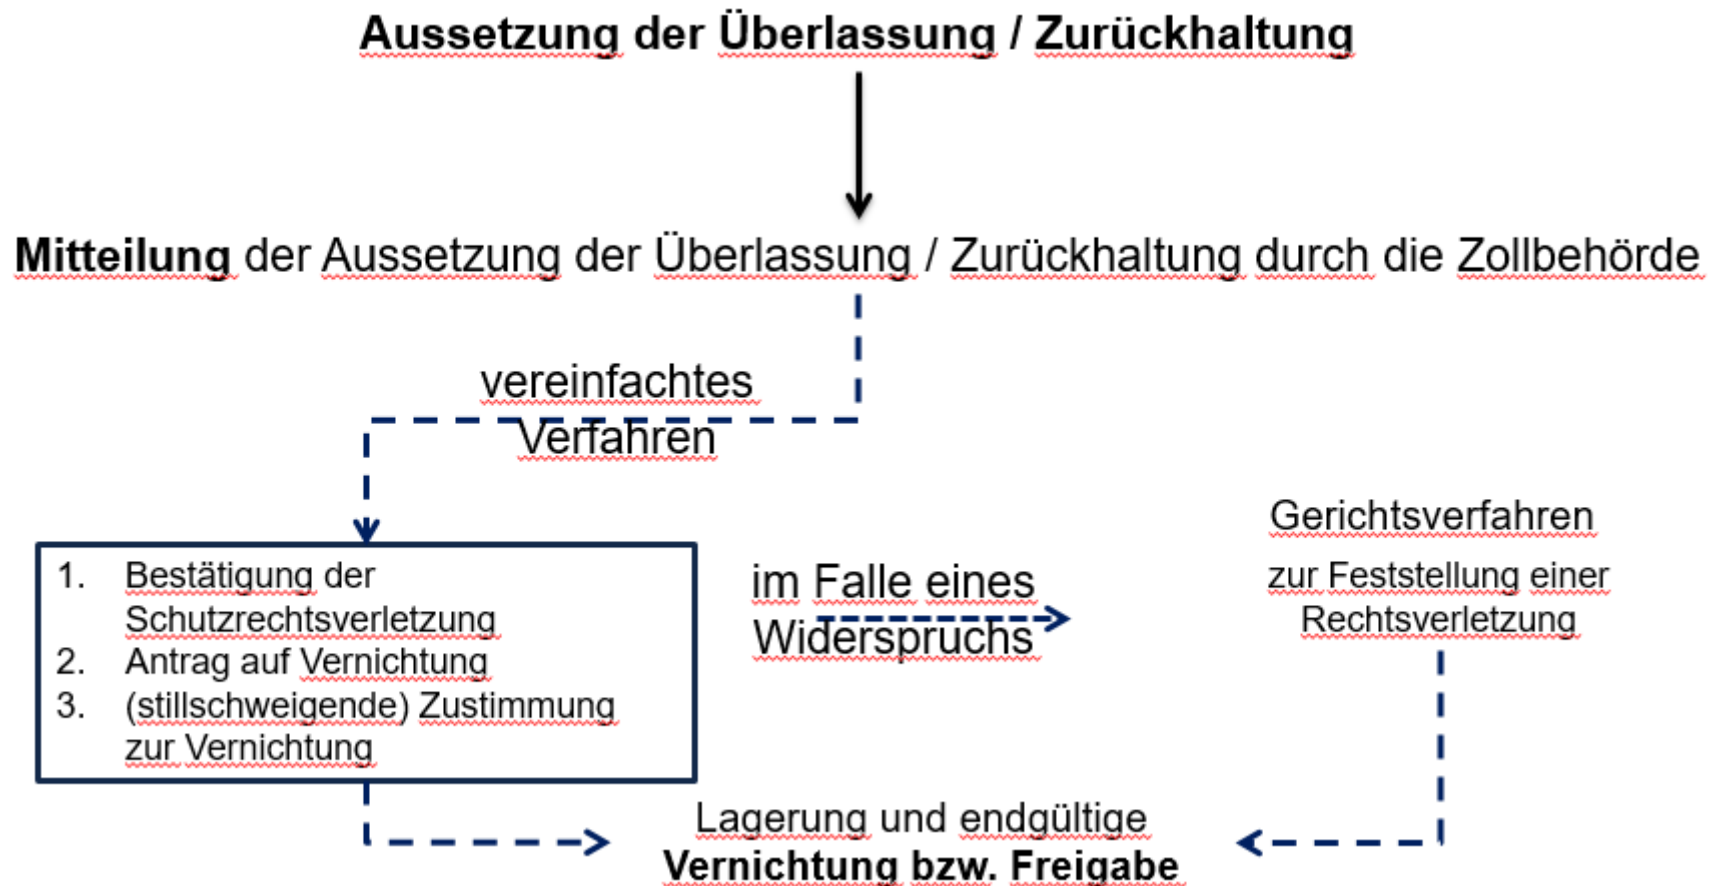 Aussetzung der Überlassung / Zurückhaltung
Mitteilung der Aussetzung der Überlassung / Zurückhaltung durch die Zollbehörde
vereinfachtes
Verfahren
1. Bestätigung der
Schutzrechtsverletzung
2. Antrag auf Vernichtung
3. (stillschweigende) Zustimmung
zur Vernichtung
im Falle eines
Widerspruchs
Gerichtsverfahren
zur Feststellung einer
Rechtsverletzung
Lagerung und endgültige
Vernichtung bzw. Freigabe